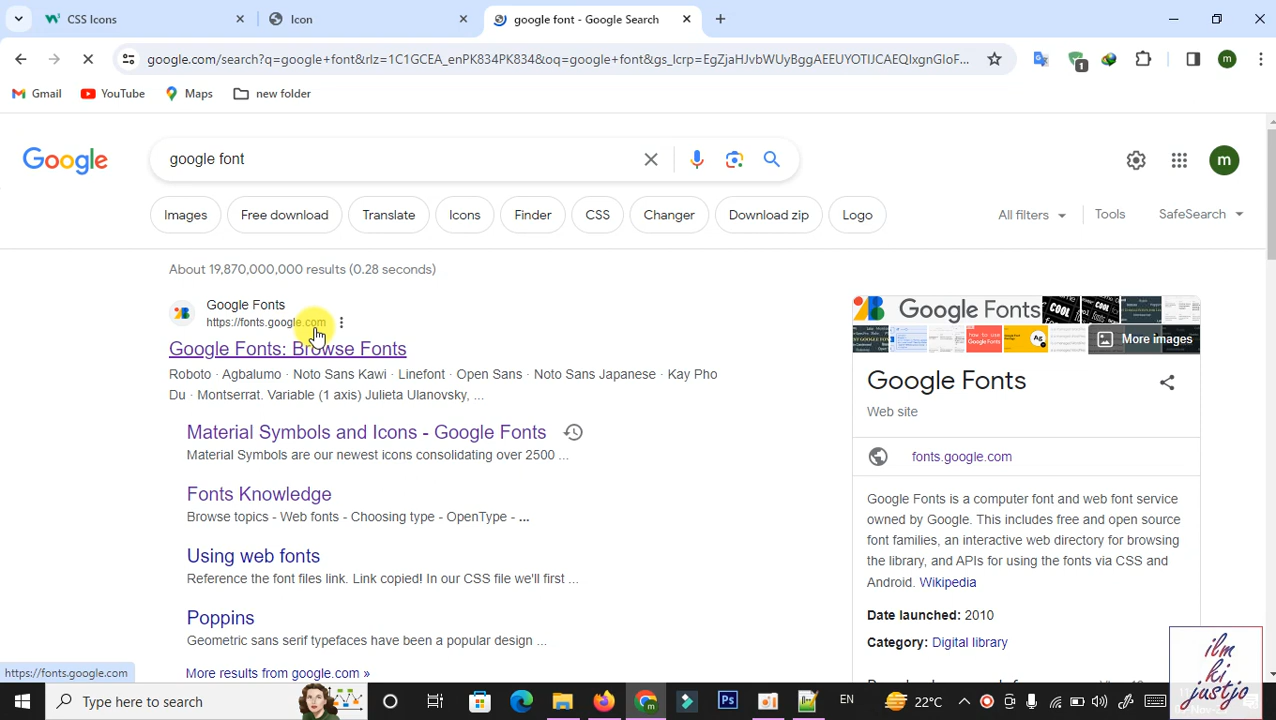 CSS Icons
Icon
google font - Google Search
google.com/search?q=google+font&rlz=1C1GCEA_enPK834PK834&oq=google+font&gs_lcrp=EgZjaHJvbWUyBggAEEUYOTIJCAEQIxgnGIoF...
1
m
Gmail
YouTube
Maps
new folder
Google
google font
m
Images
Free download
Translate
Icons
Finder
CSS
Changer
Download zip
Logo
All filters
Tools
SafeSearch
About 19,870,000,000 results (0.28 seconds)
Google Fonts
https://fonts.google.com
Google Fonts: Browse Fonts
Roboto · Agbalumo · Noto Sans Kawi · Linefont · Open Sans · Noto Sans Japanese · Kay Pho
Du · Montserrat. Variable (1 axis) Julieta Ulanovsky, ...
Material Symbols and Icons - Google Fonts
Material Symbols are our newest icons consolidating over 2500 ...
Fonts Knowledge
Browse topics - Web fonts - Choosing type - OpenType - ...
Using web fonts
Reference the font files link. Link copied! In our CSS file we'll first ...
Poppins
Geometric sans serif typefaces have been a popular design ...
More results from google.com »
Google Fonts
More images
Google Fonts
Web site
fonts.google.com
Google Fonts is a computer font and web font service
owned by Google. This includes free and open source
font families, an interactive web directory for browsing
the library, and APIs for using the fonts via CSS and
Android. Wikipedia
Date launched: 2010
Category: Digital library
https://fonts.google.com
ilm
ki
justjo
Type here to search
Ps
EN
22°C